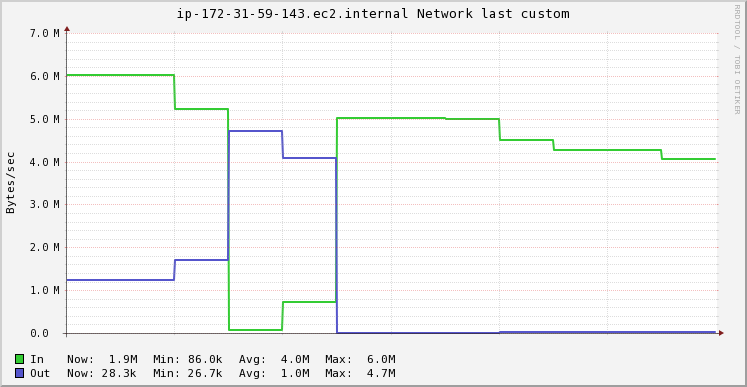 ip-172-31-59-143.ec2.internal Network last custom
RRDTOOL / TOBI OETIKER
Bytes/sec
7.0 M
6.0 M
5.0 M
4.0 M
3.0 M
2.0 M
1.0 M
0.0
In Now: 1.9M Min: 86.0k Avg: 4.0M Max: 6.0M
Out Now: 28.3k Min: 26.7k Avg: 1.0M Max: 4.7M